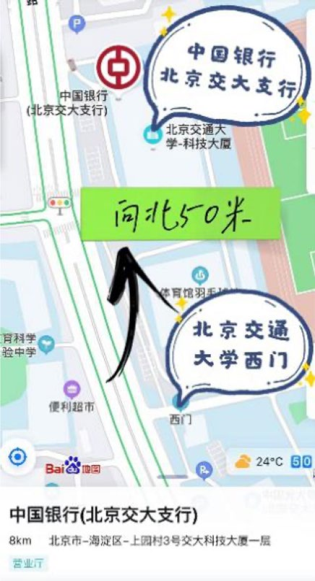 中国银行
北京交大支行
中国银行
(北京交大支行)
北京交通大
学-科技大厦
向北50米
体育馆羽毛
北京交通
大学西门
育科学
验中学
便利超市
西门
Bai 地图
24°C
50
P
中国银行(北京交大支行)
8km 北京市-海淀区-上园村3号交大科技大厦一层
营业厅